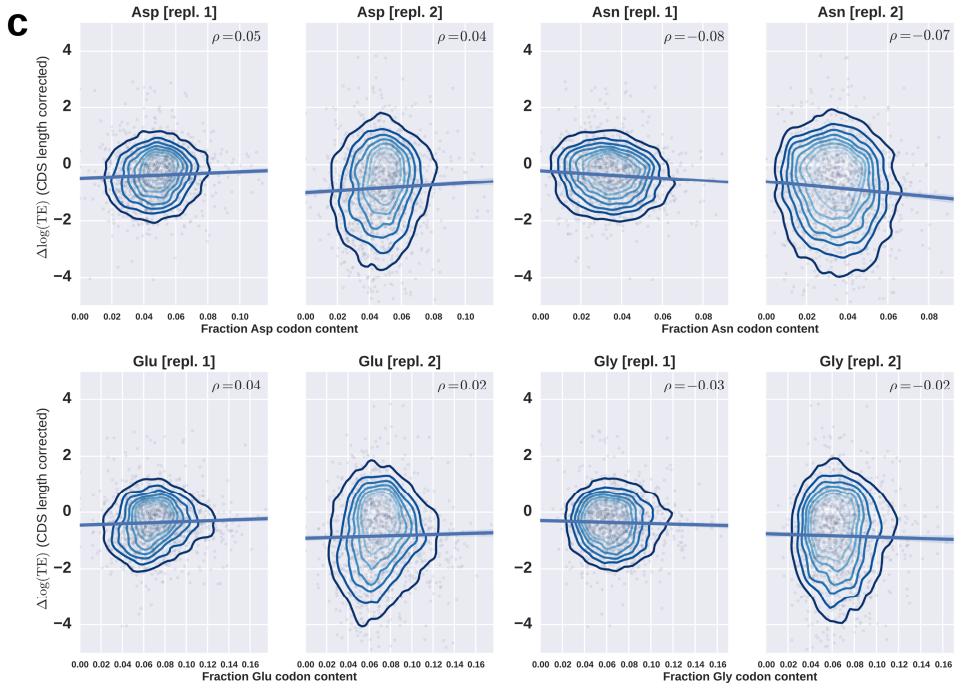 c
Asp [repl. 1] Asp [repl. 2] Asn [repl. 1] Asn [repl. 2]
ρ=0.05 ρ=0.04 ρ=−0.08 ρ=−0.07
Δlog(TE) (CDS length corrected)
4 4
2 2
0 0
−2 −2
−4 −4
0.00 0.02 0.04 0.06 0.08 0.10 0.00 0.02 0.04 0.06 0.08 0.10 0.00 0.02 0.04 0.06 0.08 0.00 0.02 0.04 0.06 0.08
Fraction Asp codon content Fraction Asn codon content
Glu [repl. 1] Glu [repl. 2] Gly [repl. 1] Gly [repl. 2]
ρ=0.04 ρ=0.02 ρ=−0.03 ρ=−0.02
Δlog(TE) (CDS length corrected)
4 4
2 2
0 0
−2 −2
−4 −4
0.00 0.02 0.04 0.06 0.08 0.10 0.12 0.14 0.16 0.00 0.02 0.04 0.06 0.08 0.10 0.12 0.14 0.16 0.00 0.02 0.04 0.06 0.08 0.10 0.12 0.14 0.16 0.00 0.02 0.04 0.06 0.08 0.10 0.12 0.14 0.16
Fraction Glu codon content Fraction Gly codon content